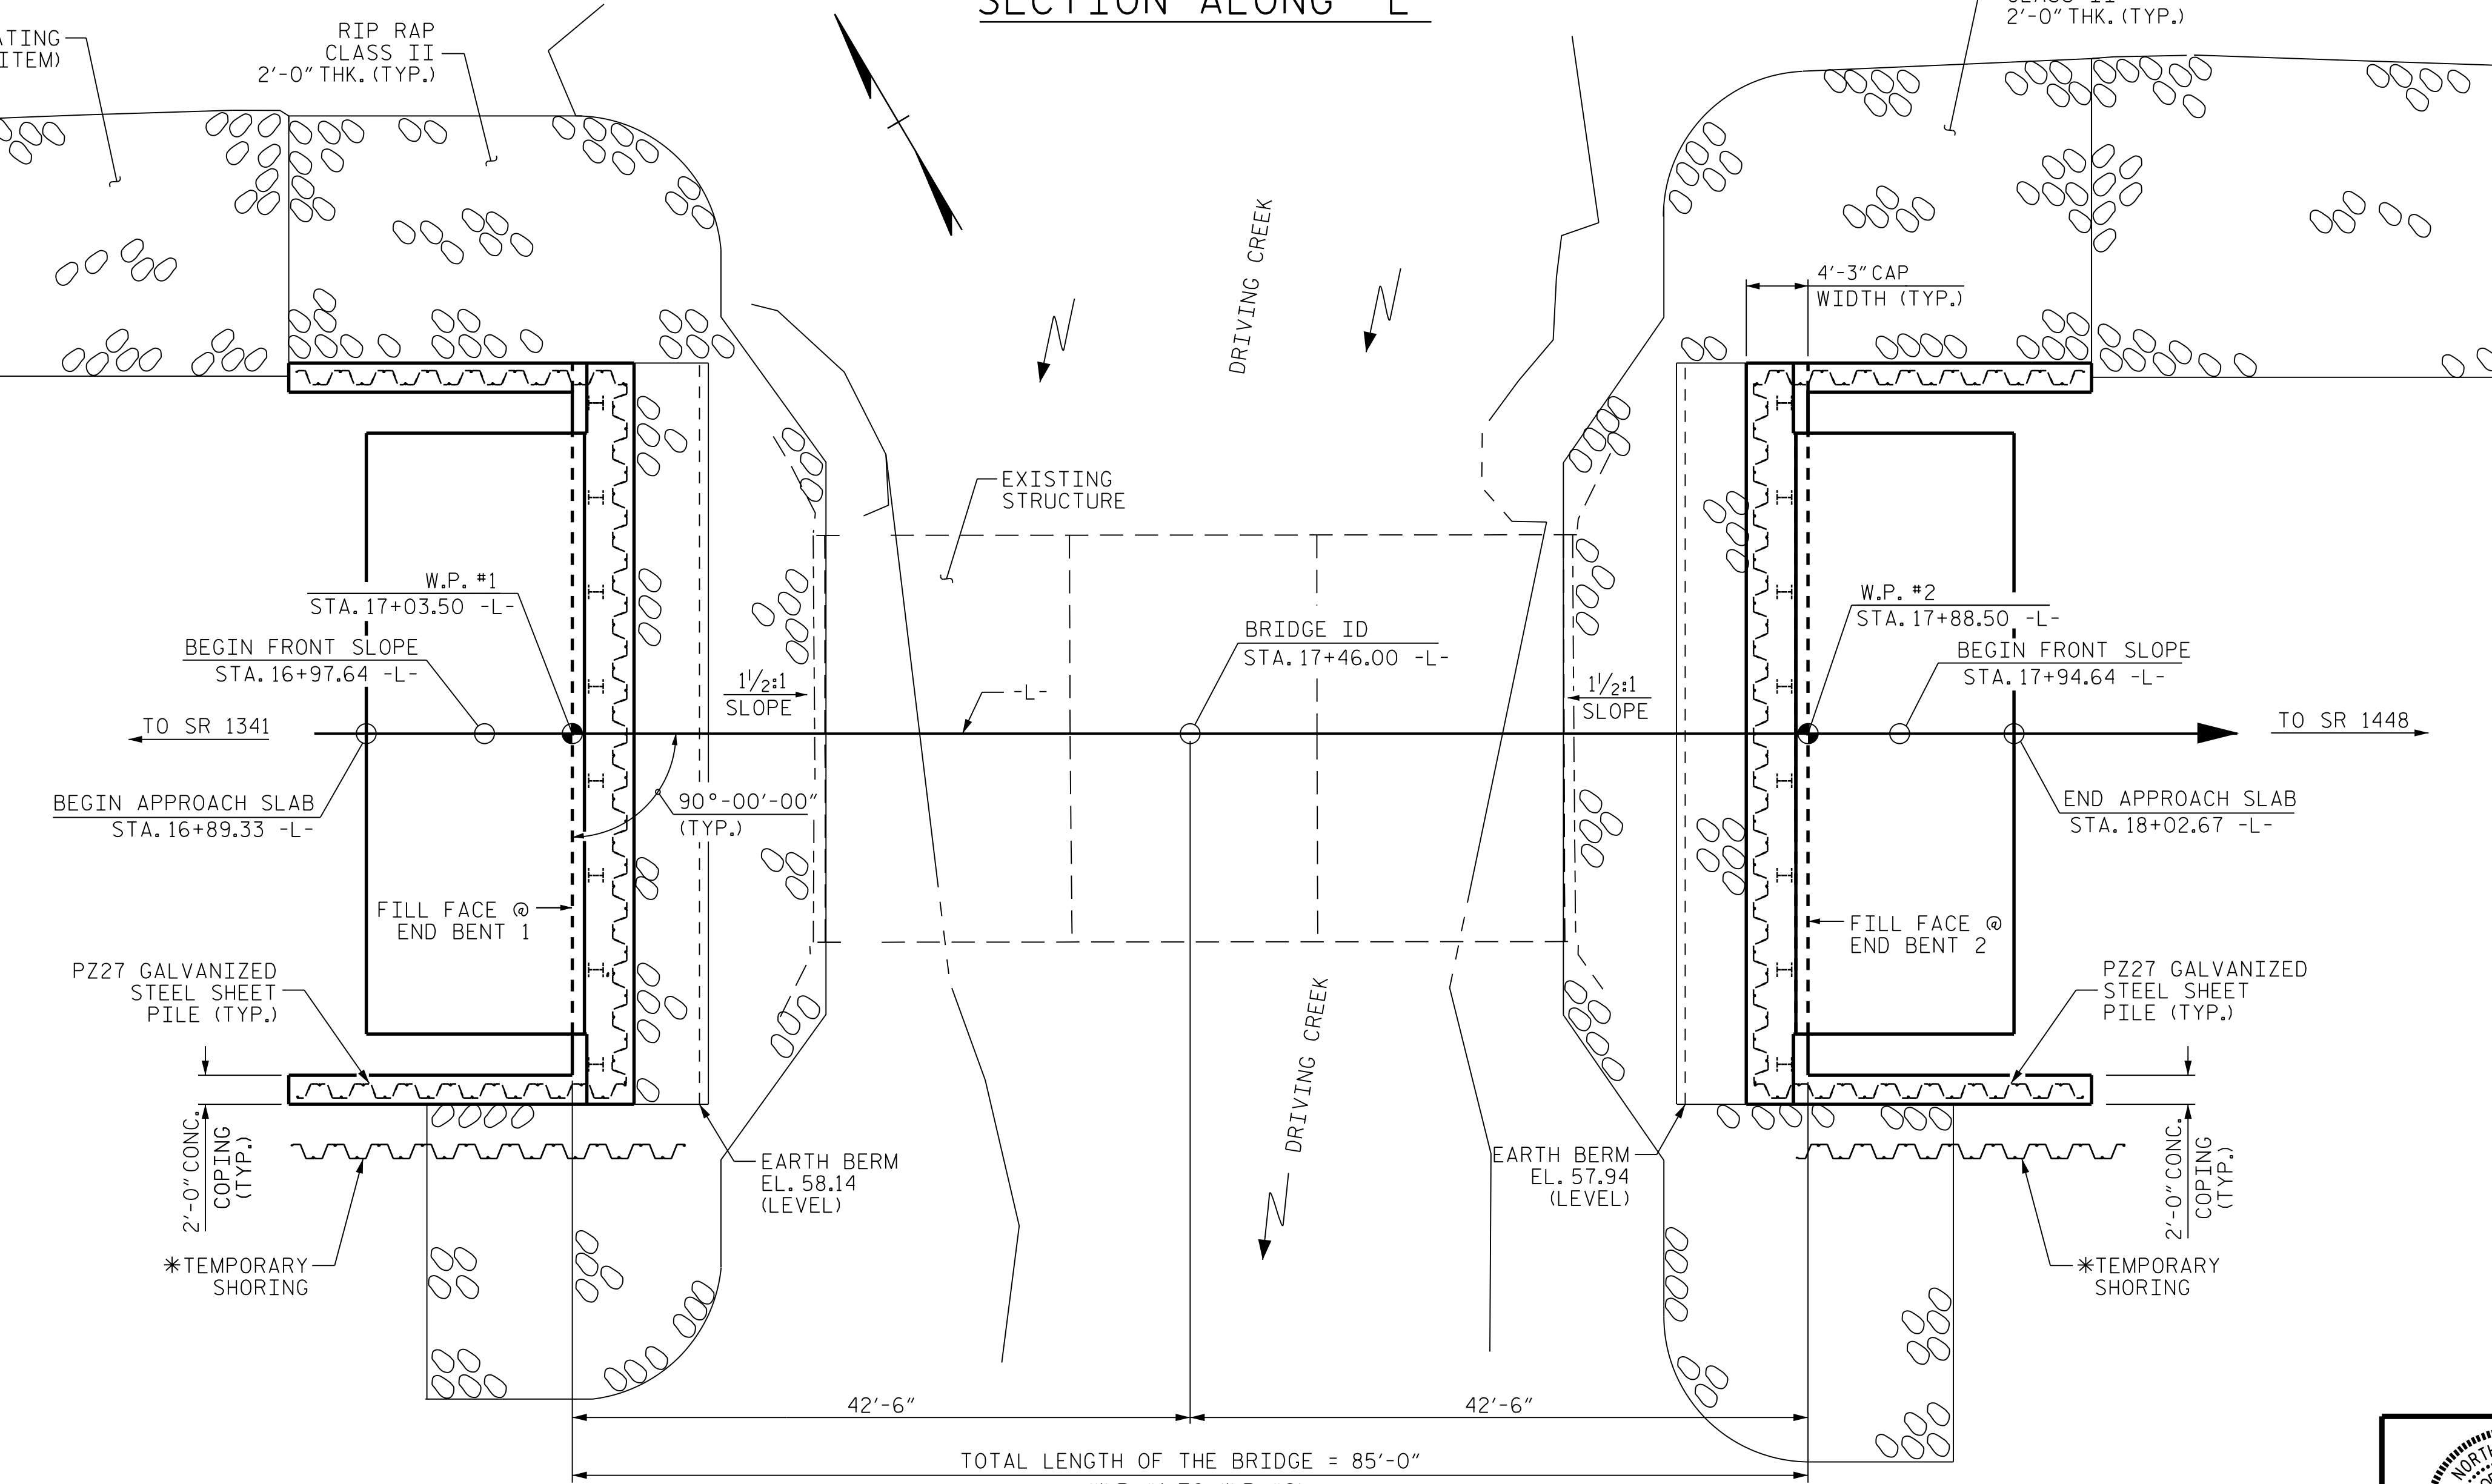 SECTION ALONG -L-
ITEM)
RIP RAP
CLASS II
2'-0" THK. (TYP.)
CLASS II
2'-0" THK. (TYP.)
DRIVING CREEK
4'-3" CAP
WIDTH (TYP.)
EXISTING
STRUCTURE
W.P. #1
STA. 17+03.50 -L-
BEGIN FRONT SLOPE
STA. 16+97.64 -L-
TO SR 1341
BEGIN APPROACH SLAB
STA. 16+89.33 -L-
1 1/2:1
SLOPE
-L-
BRIDGE ID
STA. 17+46.00 -L-
1 1/2:1
SLOPE
W.P. #2
STA. 17+88.50 -L-
BEGIN FRONT SLOPE
STA. 17+94.64 -L-
TO SR 1448
END APPROACH SLAB
STA. 18+02.67 -L-
90°-00'-00"
(TYP.)
FILL FACE @
END BENT 1
FILL FACE @
END BENT 2
PZ27 GALVANIZED
STEEL SHEET
PILE (TYP.)
PZ27 GALVANIZED
STEEL SHEET
PILE (TYP.)
DRIVING CREEK
2'-0" CONC.
COPING
(TYP.)
EARTH BERM
EL. 58.14
(LEVEL)
EARTH BERM
EL. 57.94
(LEVEL)
2'-0" CONC.
COPING
(TYP.)
*TEMPORARY
SHORING
*TEMPORARY
SHORING
42'-6"
42'-6"
TOTAL LENGTH OF THE BRIDGE = 85'-0"
NORTH